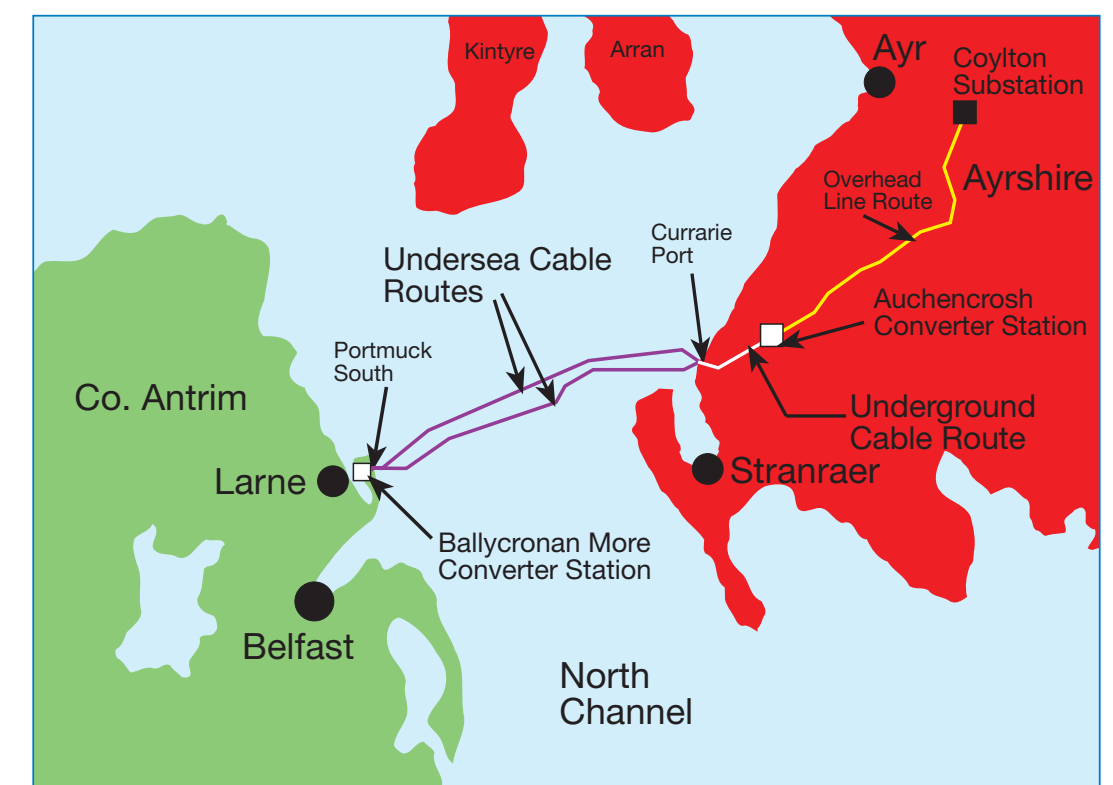 Kintyre
Arran
Ayr
Coylton
Substation
Overhead
Line Route
Ayrshire
Currarie
Port
Undersea Cable
Routes
Auchencrosh
Converter Station
Portmuck
South
Co. Antrim
Underground
Cable Route
Larne
Stranraer
Ballycronan More
Converter Station
Belfast
North
Channel